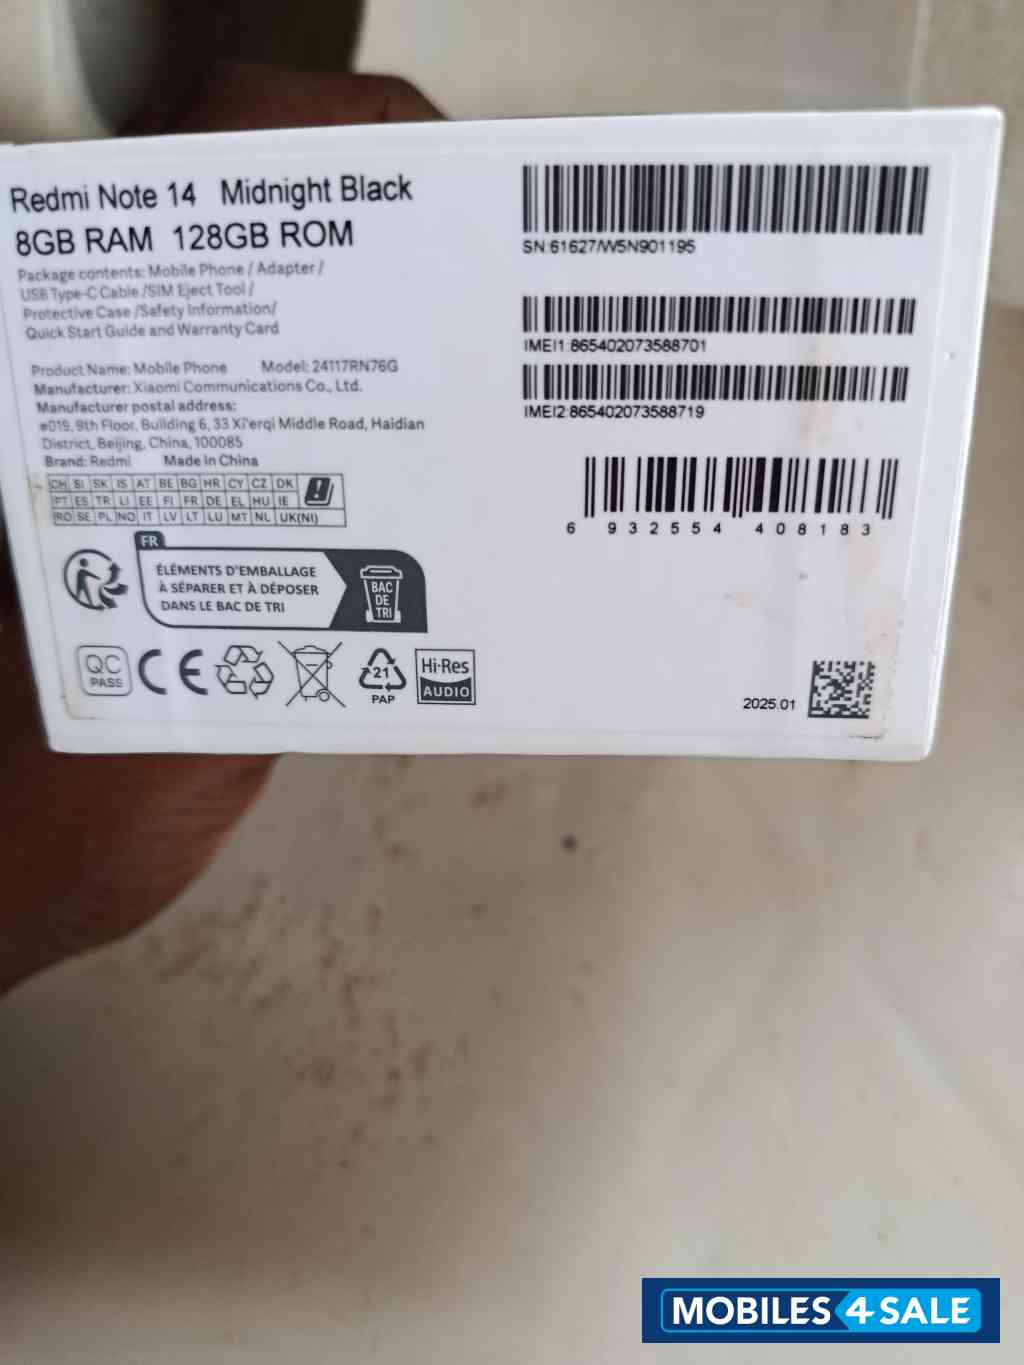 Redmi Note 14 Midnight Black
8GB RAM 128GB ROM
Package contents: Mobile Phone / Adapter /
USB Type-C Cable /SIM Eject Tool /
Protective Case /Safety Information/
Quick Start Guide and Warranty Card
Product Name: Mobile Phone Model: 24117RN76G
Manufacturer: Xiaomi Communications Co., Ltd.
Manufacturer postal address:
#019, 9th Floor, Building 6, 33 Xi'erqi Middle Road, Haidian
District, Beijing, China, 100085
Brand: Redmi Made in China
CH SI SK IS AT BE BG HR CY CZ DK
PT ES TR LI EE FI FR DE EL HU IE
RO SE PL NO IT LV LT LU MT NL UK(NI)
FR
ÉLÉMENTS D'EMBALLAGE
À SÉPARER ET À DÉPOSER
DANS LE BAC DE TRI
BAC
DE
TRI
QC
PASS
CE
21
PAP
Hi-Res
AUDIO
SN:61627/W5N901195
IMEI1:865402073588701
IMEI2:865402073588719
6 932554 408183
2025.01
MOBILES4SALE